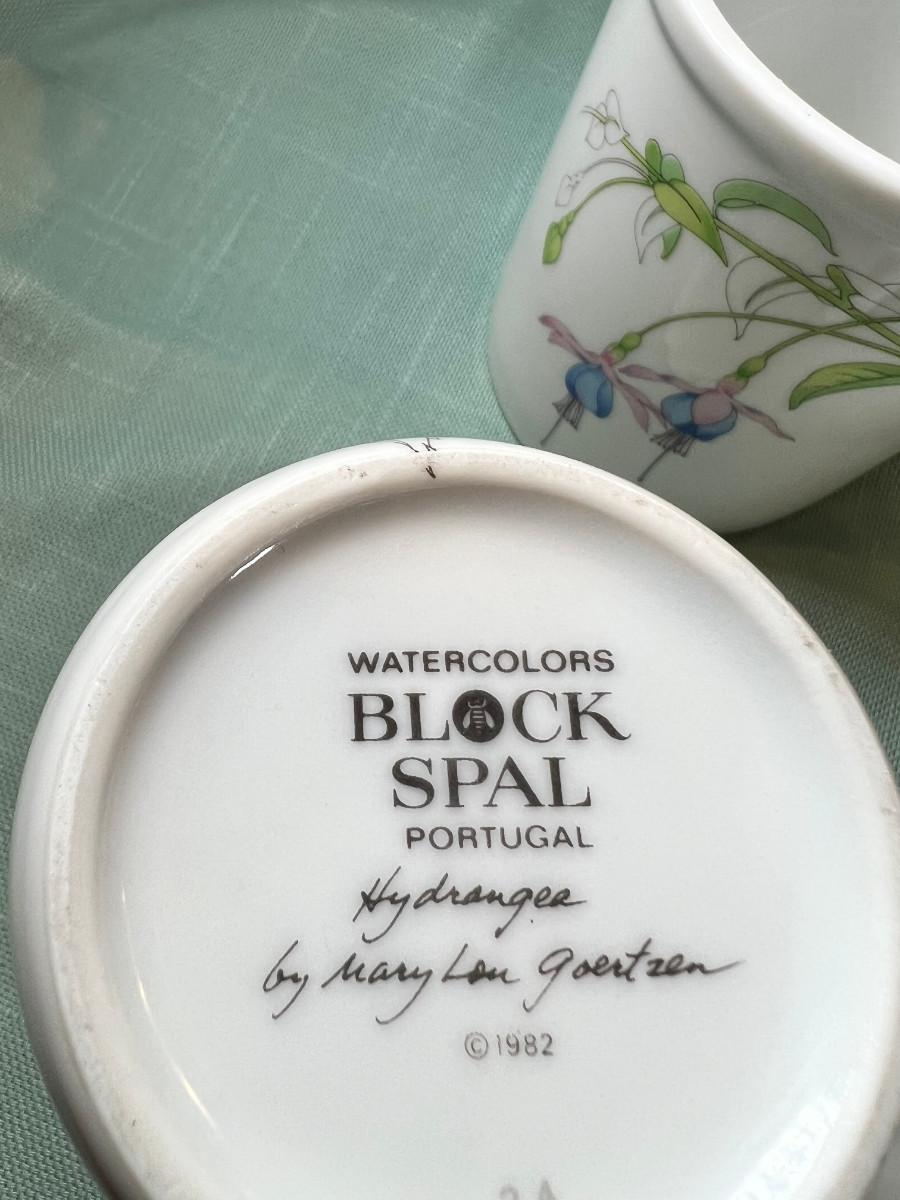 WATERCOLORS
BLOCK
SPAL
PORTUGAL
Hydrangea
by Mary Lou Goertzen
©1982